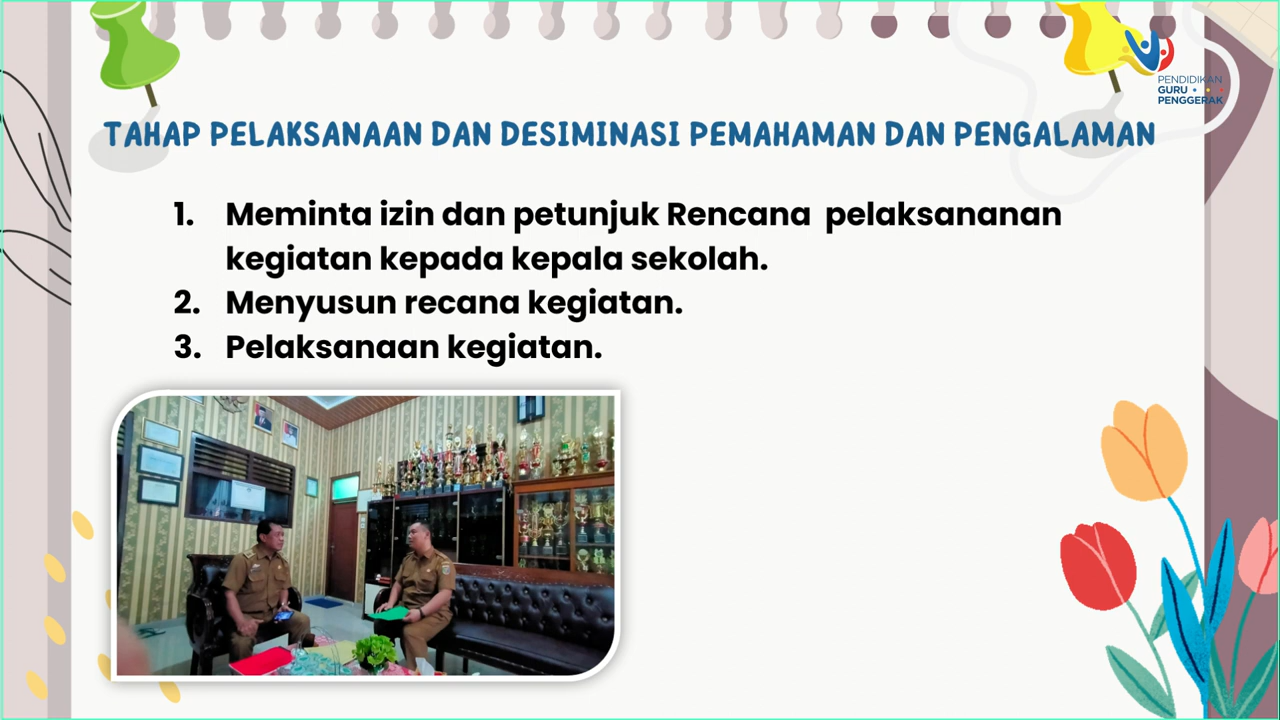 PENDIDIKAN
GURU
PENGGERAK
TAHAP PELAKSANAAN DAN DESIMINASI PEMAHAMAN DAN PENGALAMAN
1. Meminta izin dan petunjuk Rencana pelaksananan
kegiatan kepada kepala sekolah.
2. Menyusun recana kegiatan.
3. Pelaksanaan kegiatan.